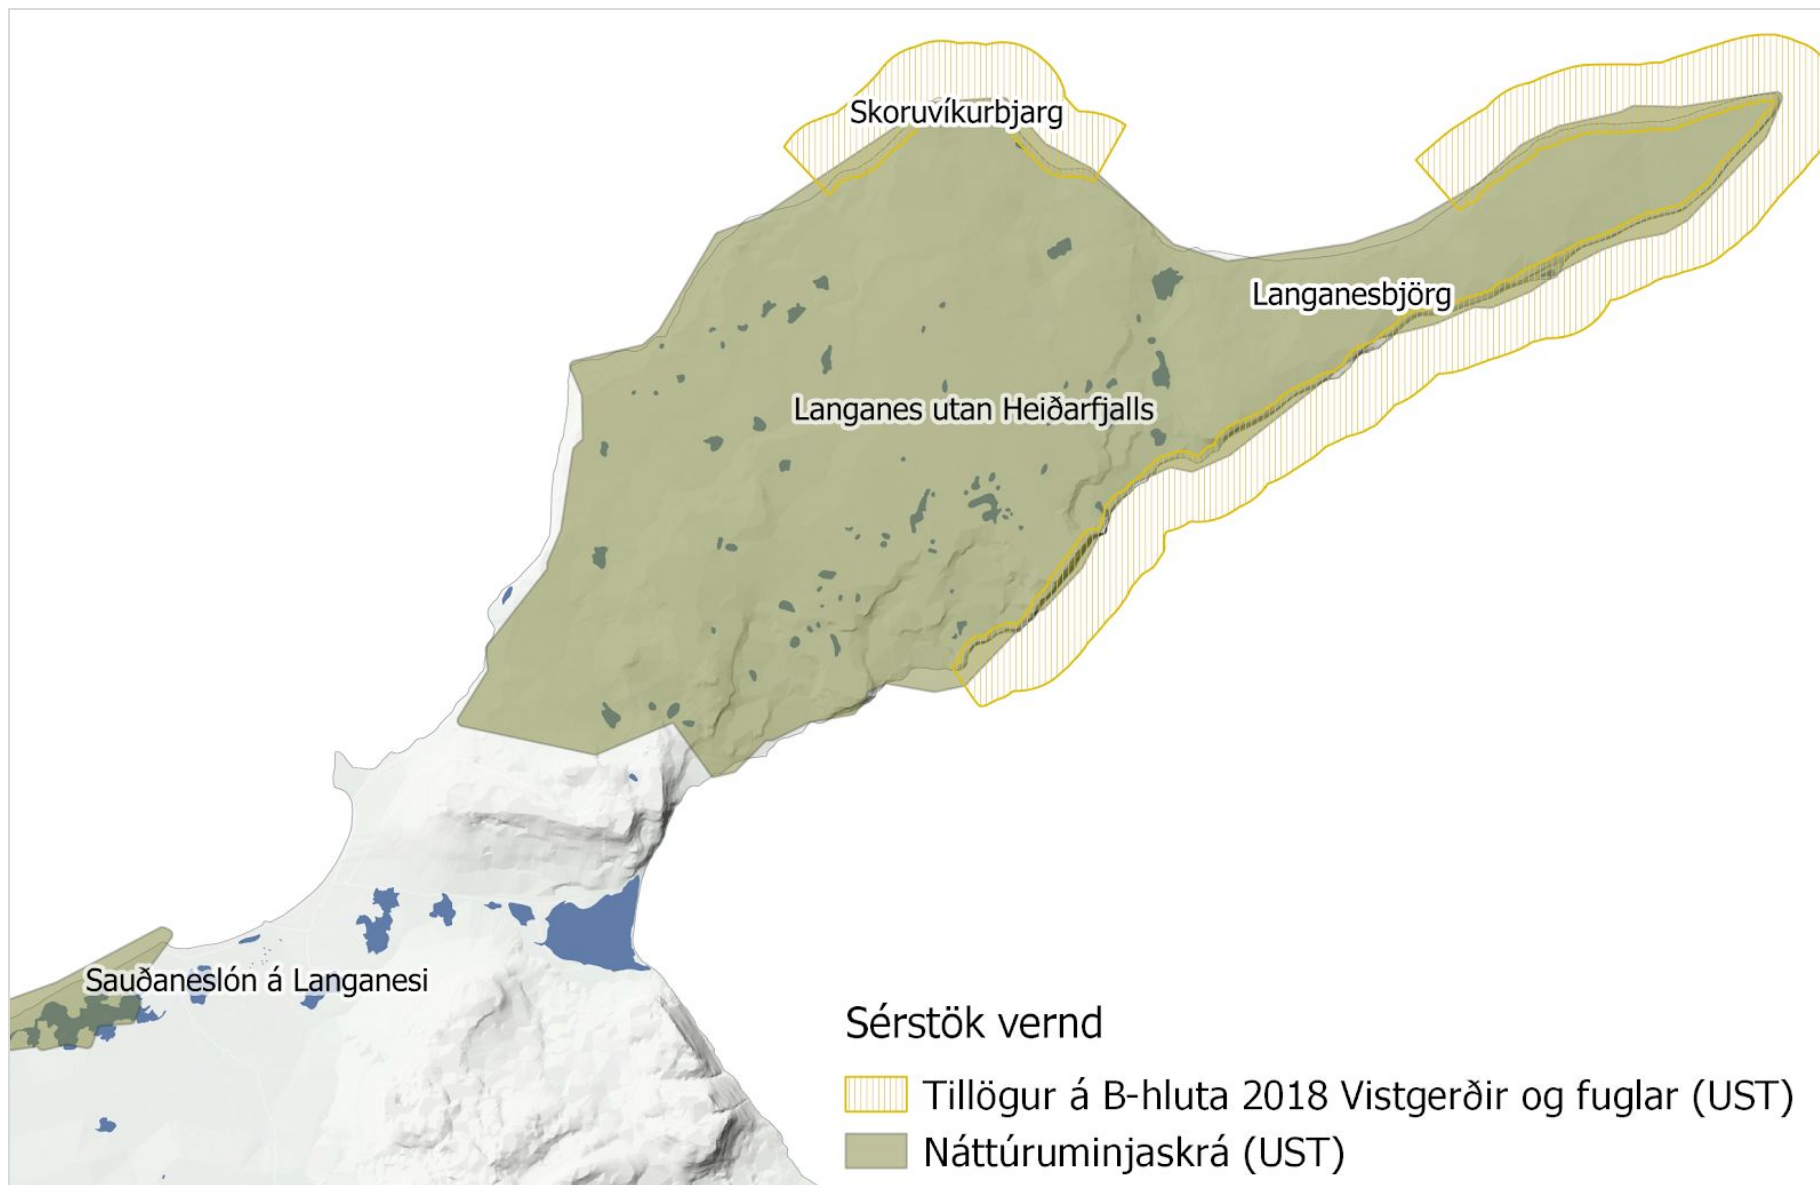 Skoruvíkurbjarg
Langanesbjörg
Langanes utan Heiðarfjalls
Sauðaneslón á Langanesi
Sérstök vernd
Tillögur á B-hluta 2018 Vistgerðir og fuglar (UST)
Náttúruminjaskrá (UST)